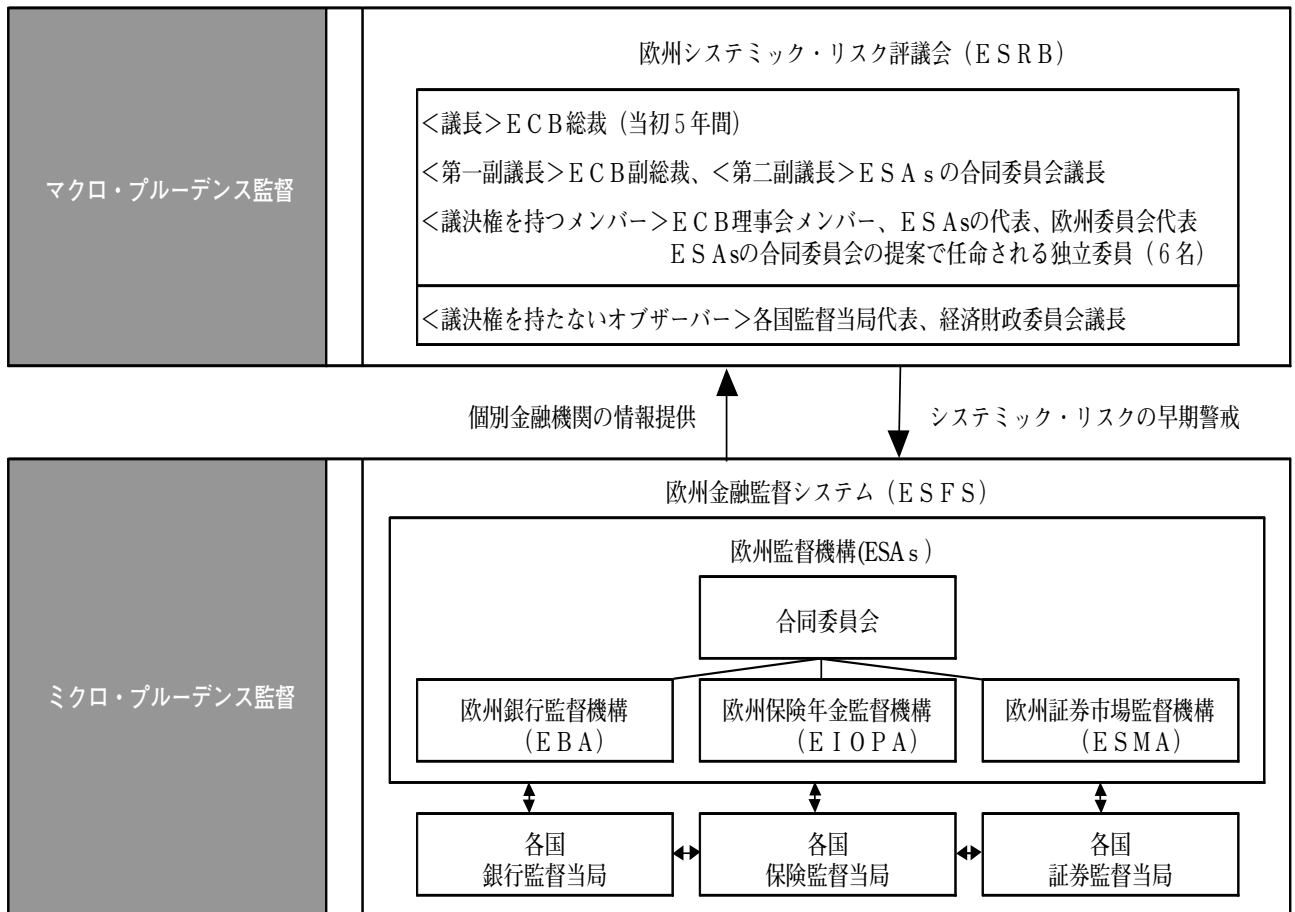 マクロ・プルーデンス監督
欧州システミック・リスク評議会（ＥＳＲＢ）
＜議長＞ＥＣＢ総裁（当初５年間）
＜第一副議長＞ＥＣＢ副総裁、＜第二副議長＞ＥＳＡｓの合同委員会議長
＜議決権を持つメンバー＞ＥＣＢ理事会メンバー、ＥＳＡsの代表、欧州委員会代表
ＥＳＡsの合同委員会の提案で任命される独立委員（６名）
＜議決権を持たないオブザーバー＞各国監督当局代表、経済財政委員会議長
個別金融機関の情報提供
システミック・リスクの早期警戒
ミクロ・プルーデンス監督
欧州金融監督システム（ＥＳＦＳ）
欧州監督機構(ESAｓ）
合同委員会
欧州銀行監督機構
（ＥＢＡ）
欧州保険年金監督機構
（ＥＩＯＰＡ）
欧州証券市場監督機構
（ＥＳＭＡ）
各国
銀行監督当局
各国
保険監督当局
各国
証券監督当局